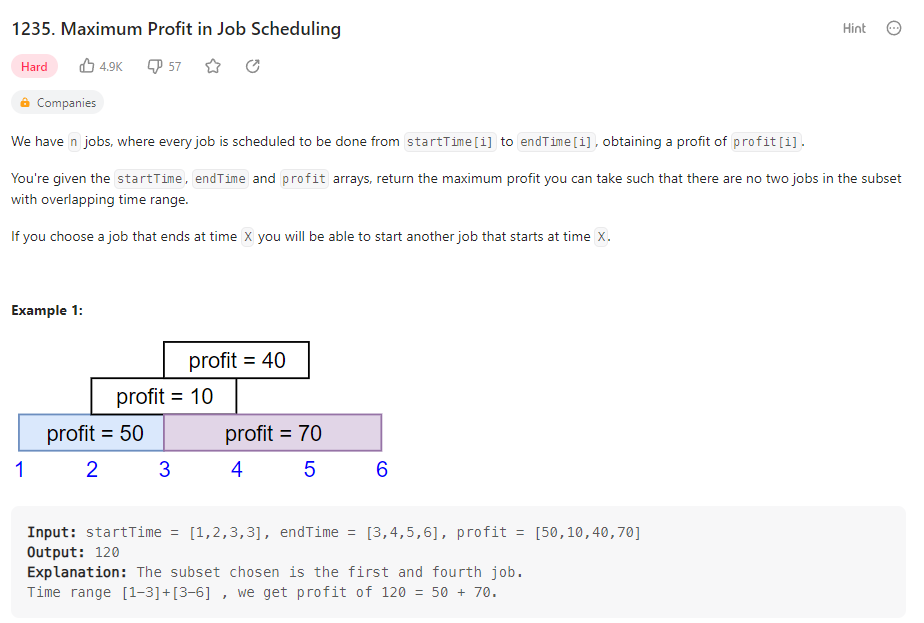 1235. Maximum Profit in Job Scheduling
Hint
Hard 4.9K 57
Companies
We have n jobs, where every job is scheduled to be done from startTime[i] to endTime[i], obtaining a profit of profit[i].
You're given the startTime, endTime and profit arrays, return the maximum profit you can take such that there are no two jobs in the subset
with overlapping time range.
If you choose a job that ends at time X you will be able to start another job that starts at time X.
Example 1:
profit = 40
profit = 10
profit = 50 profit = 70
1 2 3 4 5 6
Input: startTime = [1,2,3,3], endTime = [3,4,5,6], profit = [50,10,40,70]
Output: 120
Explanation: The subset chosen is the first and fourth job.
Time range [1-3]+[3-6] , we get profit of 120 = 50 + 70.